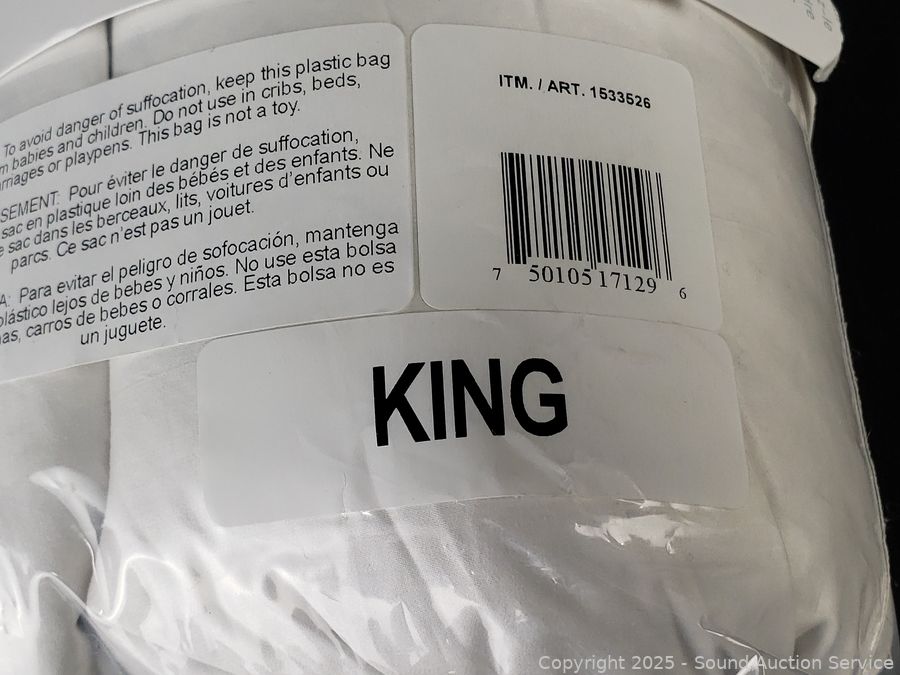 To avoid danger of suffocation, keep this plastic bag
babies and children. Do not use in cribs, beds,
or playpens. This bag is not a toy.
Pour éviter le danger de suffocation,
sac en plastique loin des bébés et des enfants. Ne
sac dans les berceaux, lits, voitures d'enfants ou
parcs. Ce sac n'est pas un jouet.
Para evitar el peligro de sofocación, mantenga
lejos de bebes y niños. No use esta bolsa
carros de bebes o corrales. Esta bolsa no es
un juguete.
ITM. / ART. 1533526
7 50105 17129 6
KING
Copyright 2025 - Sound Auction Service